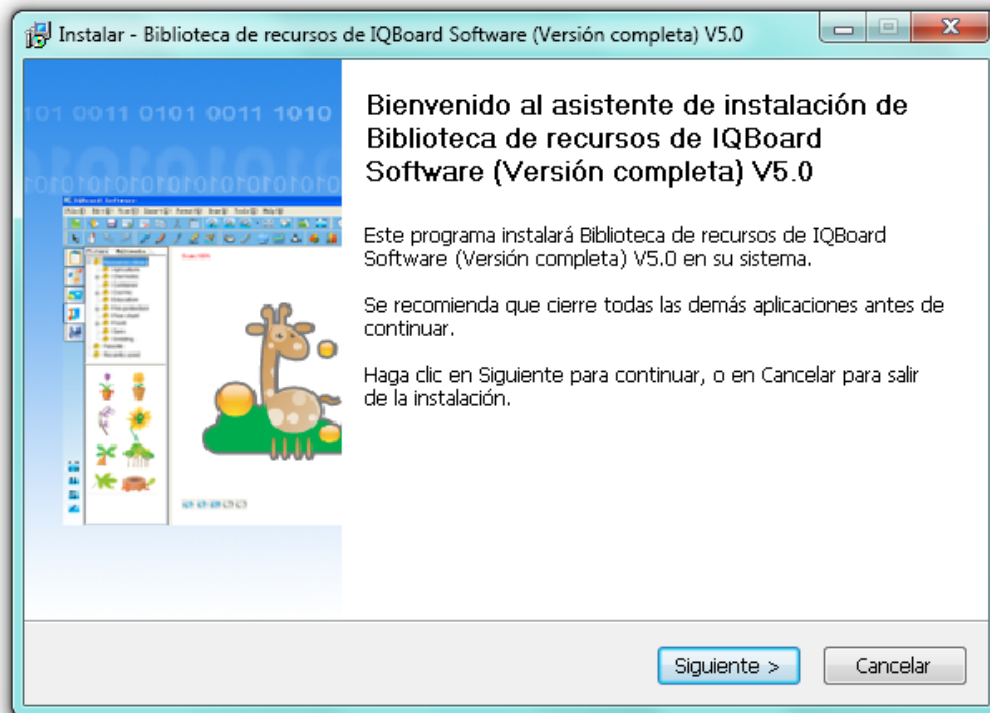 Instalar - Biblioteca de recursos de IQBoard Software (Versión completa) V5.0
101 0011 0101 0011 1010
Bienvenido al asistente de instalación de
Biblioteca de recursos de IQBoard
Software (Versión completa) V5.0
Este programa instalará Biblioteca de recursos de IQBoard
Software (Versión completa) V5.0 en su sistema.
Se recomienda que cierre todas las demás aplicaciones antes de
continuar.
Haga clic en Siguiente para continuar, o en Cancelar para salir
de la instalación.
Siguiente >
Cancelar